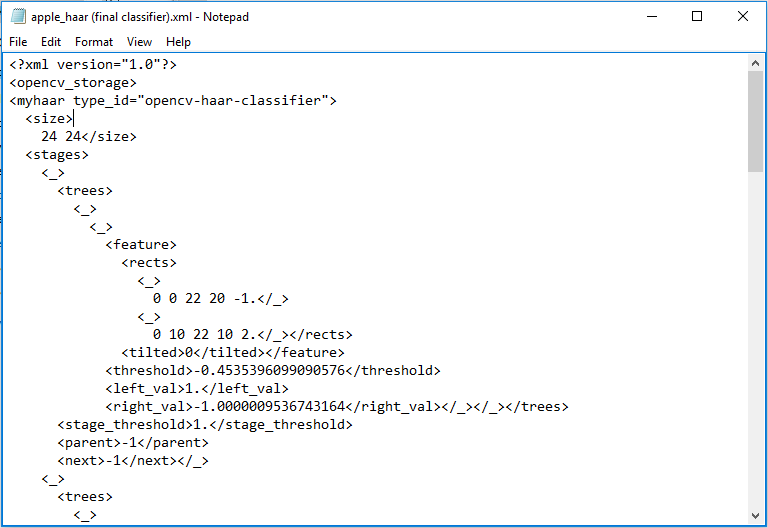 apple_haar (final classifier).xml - Notepad
File Edit Format View Help
<?xml version="1.0"?>
<opencv_storage>
<myhaar type_id="opencv-haar-classifier">
  <size>
    24 24</size>
  <stages>
    <_>
      <trees>
        <_>
          <_>
            <feature>
              <rects>
                <_>
                  0 0 22 20 -1.</_>
                <_>
                  0 10 22 10 2.</_></rects>
              <tilted>0</tilted></feature>
            <threshold>-0.4535396099090576</threshold>
            <left_val>1.</left_val>
            <right_val>-1.0000009536743164</right_val></_></_></trees>
      <stage_threshold>1.</stage_threshold>
      <parent>-1</parent>
      <next>-1</next></_>
    <_>
      <trees>
        <_>